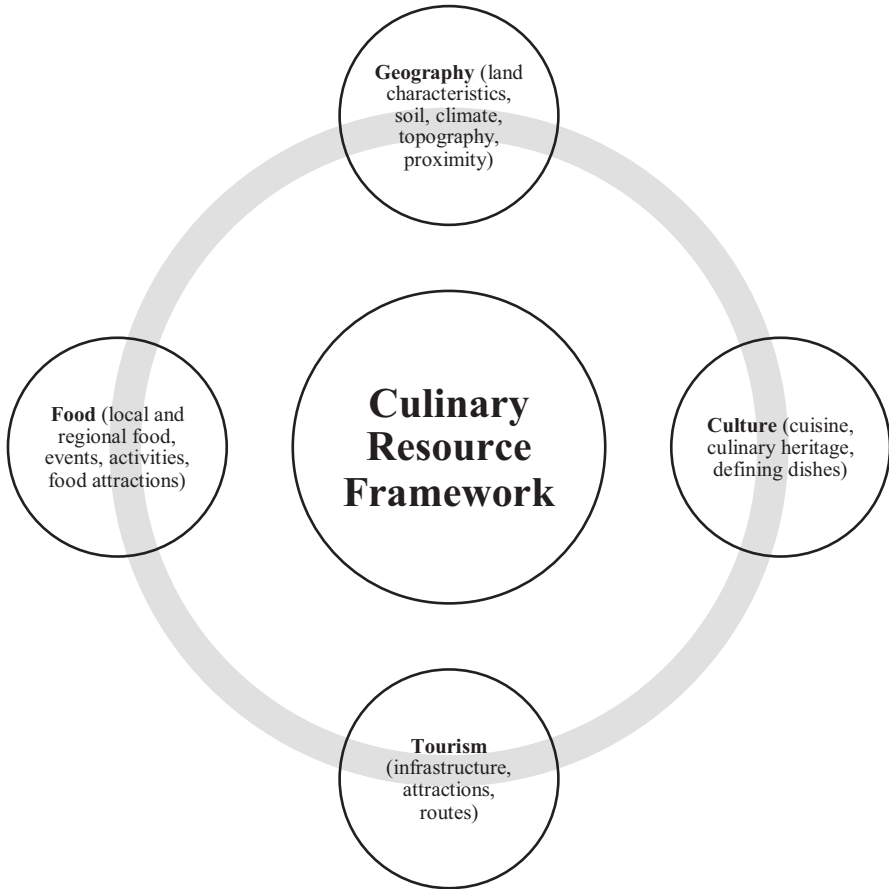 Geography (land
characteristics,
soil, climate,
topography,
proximity)
Food (local and
regional food,
events, activities,
food attractions)
Culinary
Resource
Framework
Culture (cuisine,
culinary heritage,
defining dishes)
Tourism
(infrastructure,
attractions,
routes)